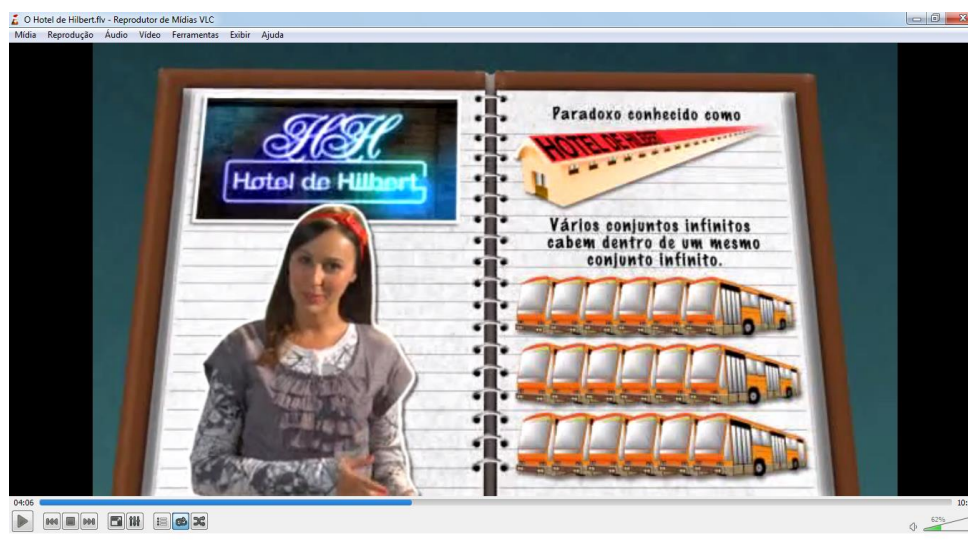 O Hotel de Hilbert.flv - Reprodutor de Mídias VLC
Mídia Reprodução Áudio Vídeo Ferramentas Exibir Ajuda
HH
Hotel de Hilbert
Paradoxo conhecido como
HOTEL DE HILBERT
Vários conjuntos infinitos
cabem dentro de um mesmo
conjunto infinito.
04:06
62%